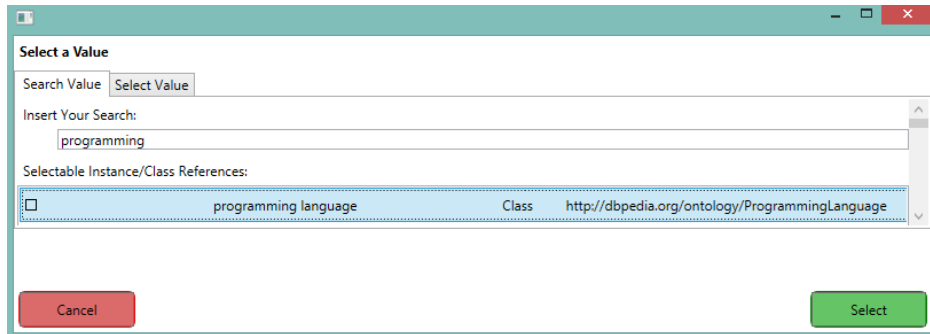 Select a Value
Search Value Select Value
Insert Your Search:
programming
Selectable Instance/Class References:
programming language Class http://dbpedia.org/ontology/ProgrammingLanguage
Cancel Select